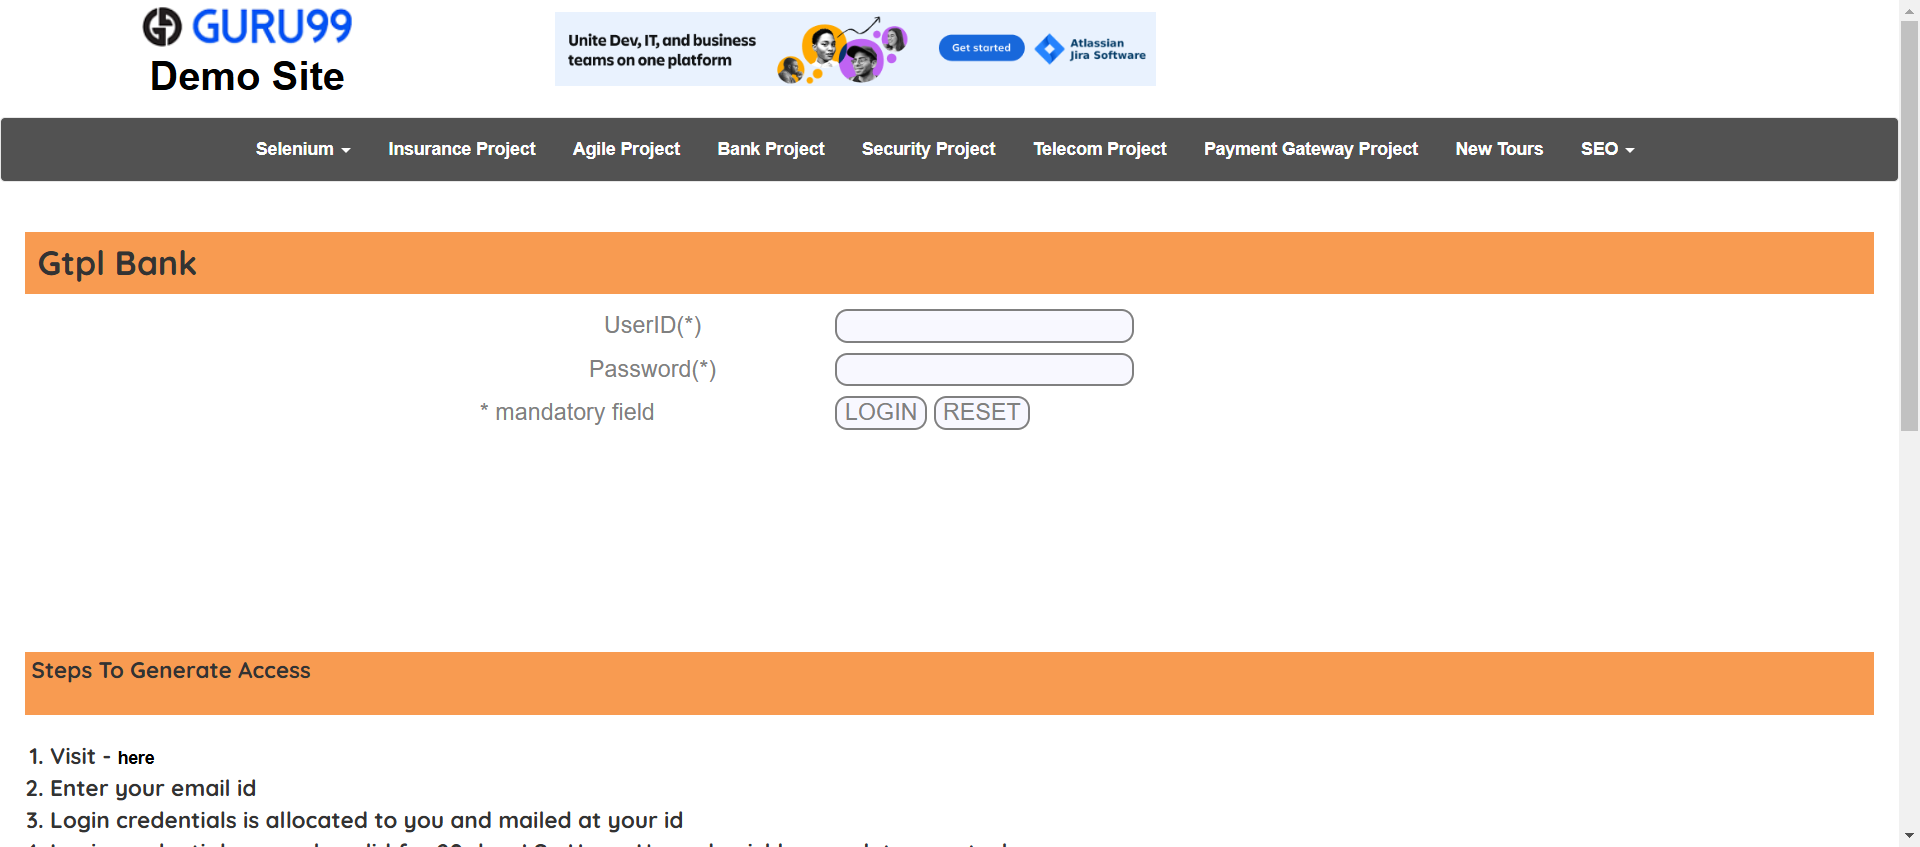 GURU99
Demo Site
Unite Dev, IT, and business
teams on one platform
Get started
Atlassian
Jira Software
Selenium Insurance Project Agile Project Bank Project Security Project Telecom Project Payment Gateway Project New Tours SEO
Gtpl Bank
UserID(*)
Password(*)
* mandatory field LOGIN RESET
Steps To Generate Access
1. Visit - here
2. Enter your email id
3. Login credentials is allocated to you and mailed at your id